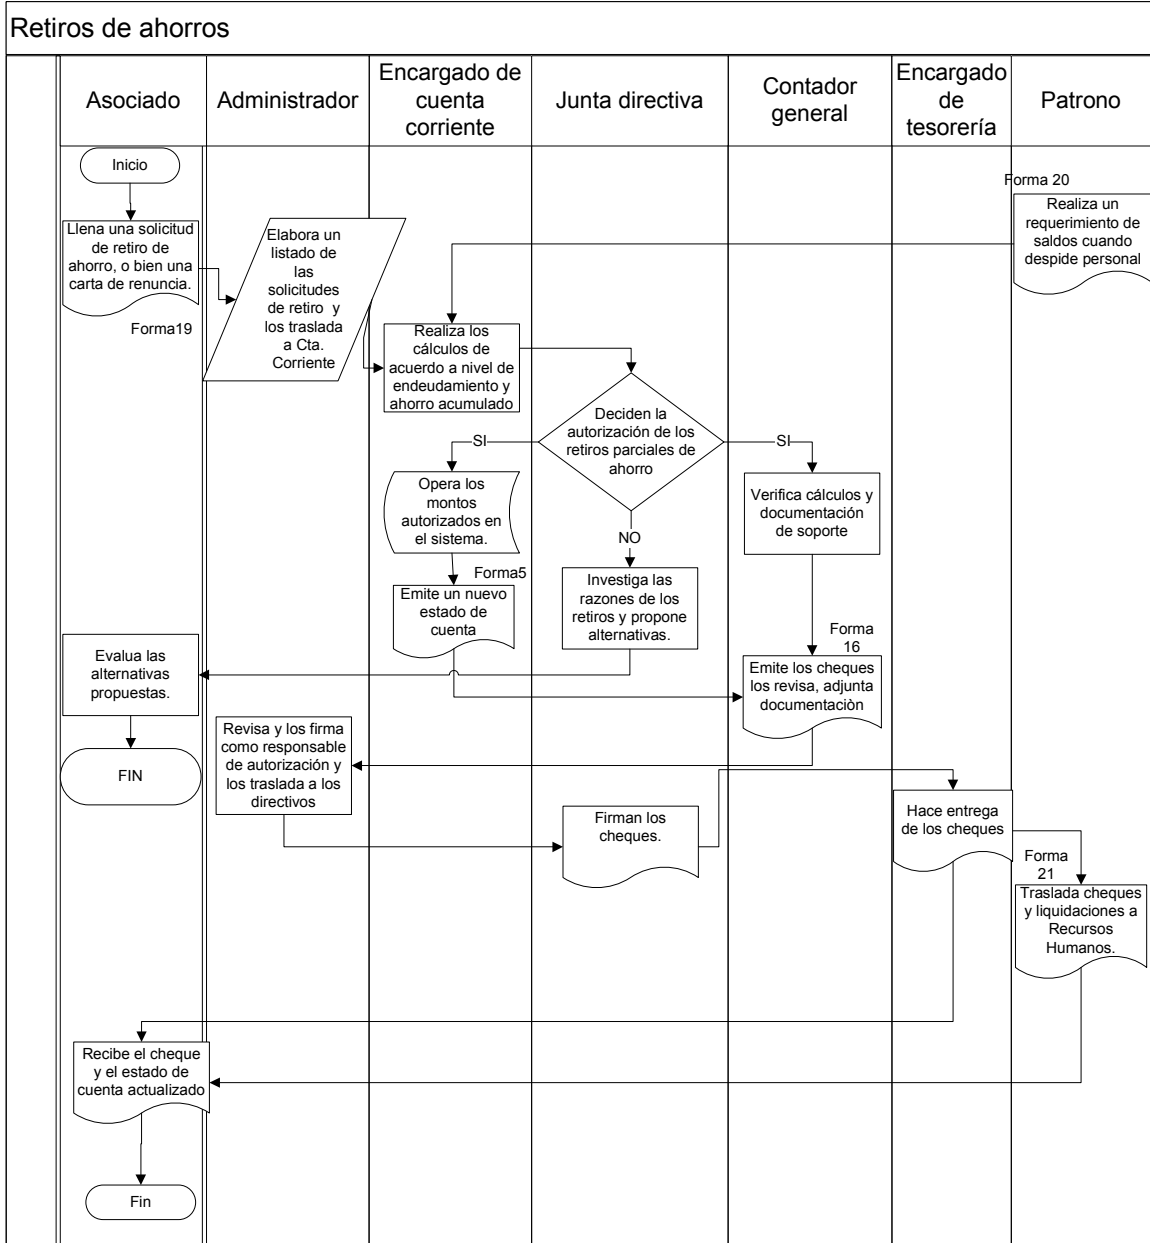 Retiros de ahorros
Asociado
Administrador
Encargado de
cuenta
corriente
Junta directiva
Contador
general
Encargado
de
tesorería
Patrono
Inicio
Llena una solicitud
de retiro de
ahorro, o bien una
carta de renuncia.
Forma19
Elabora un
listado de
las
solicitudes
de retiro y
los traslada
a Cta.
Corriente
Forma 20
Realiza un
requerimiento de
saldos cuando
despide personal
Realiza los
cálculos de
acuerdo a nivel de
endeudamiento y
ahorro acumulado
Deciden la
autorización de los
retiros parciales de
ahorro
SI
SI
NO
Opera los
montos
autorizados en
el sistema.
Verifica cálculos y
documentación
de soporte
Forma5
Emite un nuevo
estado de
cuenta
Investiga las
razones de los
retiros y propone
alternativas.
Forma
16
Emite los cheques
los revisa, adjunta
documentaciòn
Evalua las
alternativas
propuestas.
FIN
Revisa y los firma
como responsable
de autorización y
los traslada a los
directivos
Firman los
cheques.
Hace entrega
de los cheques
Forma
21
Traslada cheques
y liquidaciones a
Recursos
Humanos.
Recibe el cheque
y el estado de
cuenta actualizado
Fin